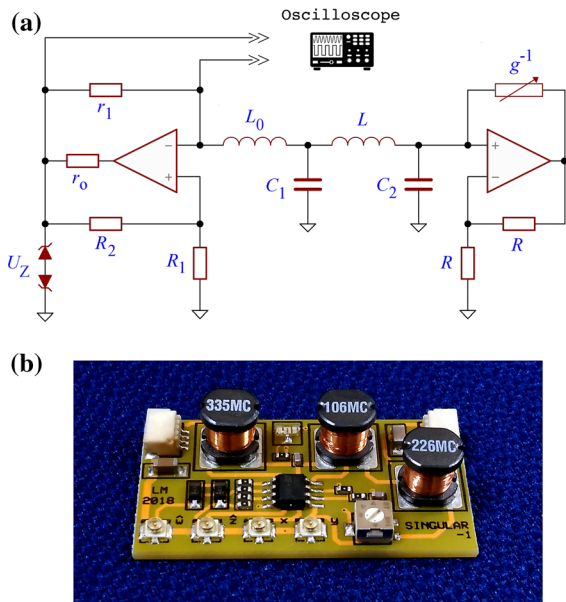 (a)
Oscilloscope
r1
g-1
L0
L
− + 
ro
C1
C2
+ −
R2
R1
UZ
R
R
(b)
335MC
106MC
226MC
LM
2018
x
y
SINGULAR
-1